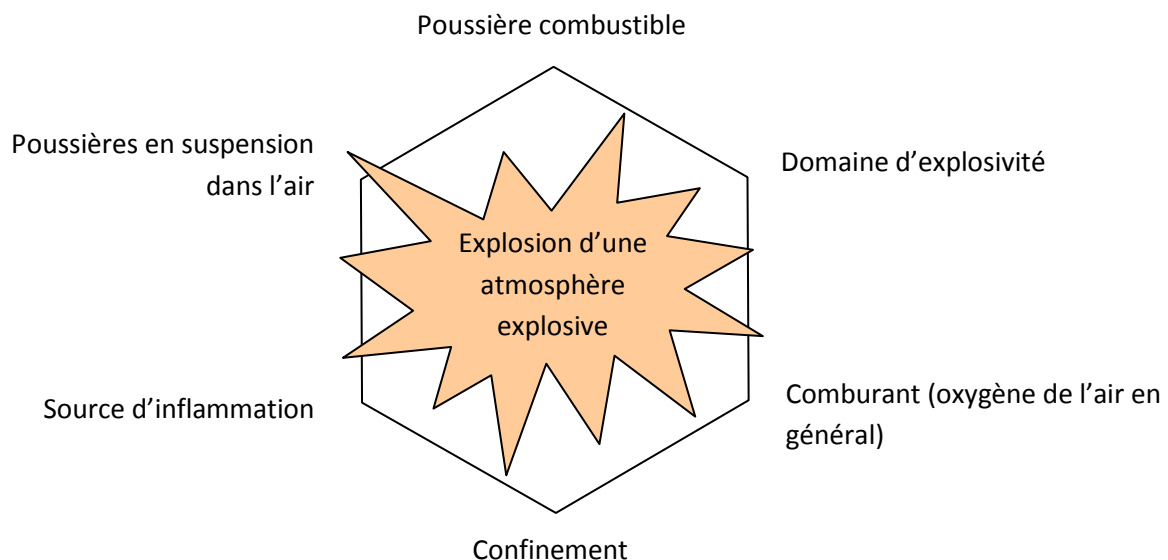 Poussière combustible
Poussières en suspension
dans l’air
Domaine d’explosivité
Explosion d’une
atmosphère
explosive
Source d’inflammation
Comburant (oxygène de l’air en
général)
Confinement